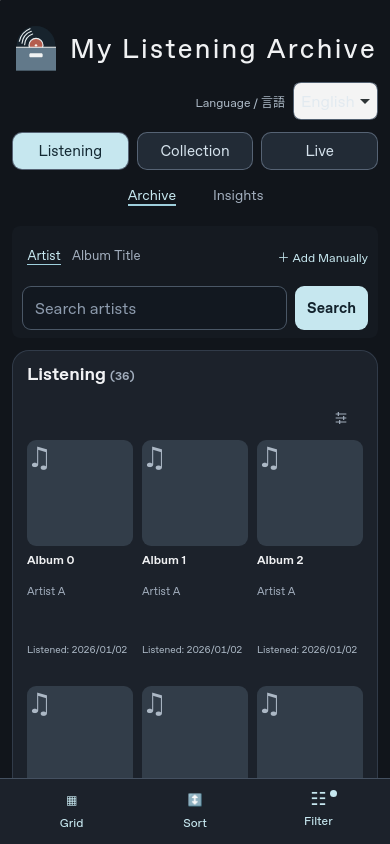 My Listening Archive
Language / 言語 English
Listening Collection Live
Archive Insights
Artist Album Title + Add Manually
Search artists Search
Listening (36)
Album 0 Album 1 Album 2
Artist A Artist A Artist A
Listened: 2026/01/02 Listened: 2026/01/02 Listened: 2026/01/02
Grid Sort Filter